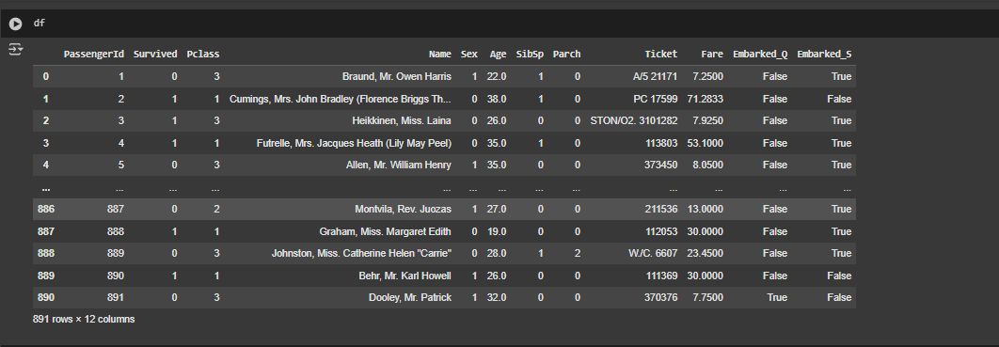 df
PassengerId Survived Pclass Name Sex Age SibSp Parch Ticket Fare Embarked_Q Embarked_S
0 1 0 3 Braund, Mr. Owen Harris 1 22.0 1 0 A/5 21171 7.2500 False True
1 2 1 1 Cumings, Mrs. John Bradley (Florence Briggs Th... 0 38.0 1 0 PC 17599 71.2833 False False
2 3 1 3 Heikkinen, Miss. Laina 0 26.0 0 0 STON/O2. 3101282 7.9250 False True
3 4 1 1 Futrelle, Mrs. Jacques Heath (Lily May Peel) 0 35.0 1 0 113803 53.1000 False True
4 5 0 3 Allen, Mr. William Henry 1 35.0 0 0 373450 8.0500 False True
... ... ... ... ... ... ... ... ... ... ... ... ...
886 887 0 2 Montvila, Rev. Juozas 1 27.0 0 0 211536 13.0000 False True
887 888 1 1 Graham, Miss. Margaret Edith 0 19.0 0 0 112053 30.0000 False True
888 889 0 3 Johnston, Miss. Catherine Helen "Carrie" 0 28.0 1 2 W./C. 6607 23.4500 False True
889 890 1 1 Behr, Mr. Karl Howell 1 26.0 0 0 111369 30.0000 False False
890 891 0 3 Dooley, Mr. Patrick 1 32.0 0 0 370376 7.7500 True False
891 rows × 12 columns